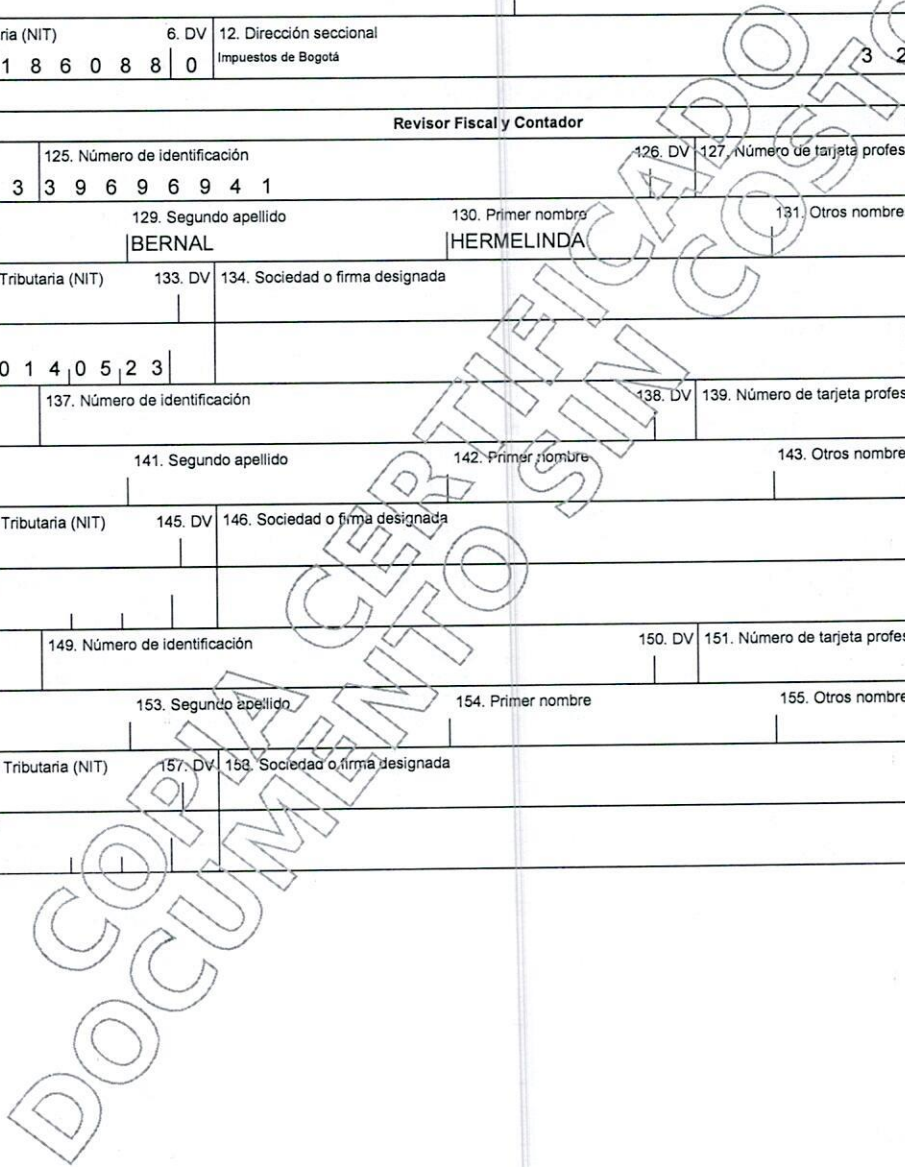 ria (NIT) 6. DV 12. Dirección seccional
1 8 6 0 8 8 0 Impuestos de Bogotá 3 2
Revisor Fiscal y Contador
125. Número de identificación 126. DV 127. Número de tarjeta profes
3 3 9 6 9 6 9 4 1
129. Segundo apellido 130. Primer nombre 131. Otros nombre
BERNAL HERMELINDA
Tributaria (NIT) 133. DV 134. Sociedad o firma designada
0 1 4 0 5 2 3
137. Número de identificación 138. DV 139. Número de tarjeta profes
141. Segundo apellido 142. Primer nombre 143. Otros nombre
Tributaria (NIT) 145. DV 146. Sociedad o firma designada
149. Número de identificación 150. DV 151. Número de tarjeta profes
153. Segundo apellido 154. Primer nombre 155. Otros nombre
Tributaria (NIT) 157. DV 158. Sociedad o firma designada
COPIA CERTIFICADO
DOCUMENTO SIN COSTO